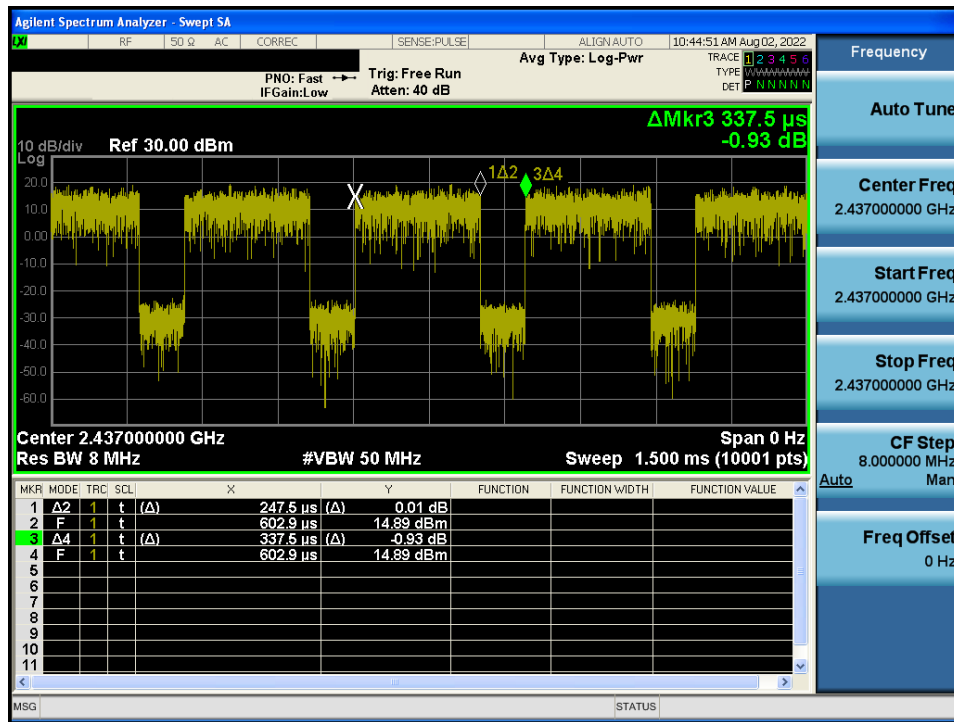 Agilent Spectrum Analyzer - Swept SA
LXI RF 50 Ω AC CORREC SENSE:PULSE ALIGN AUTO 10:44:51 AM Aug 02, 2022
Frequency
Avg Type: Log-Pwr
TRACE 1 2 3 4 5 6
PNO: Fast Trig: Free Run
TYPE WWWWWW
IFGain:Low Atten: 40 dB
DET P N N N N N
Auto Tune
ΔMkr3 337.5 µs
-0.93 dB
10 dB/div Ref 30.00 dBm
Log
20.0
10.0
0.00
-10.0
-20.0
-30.0
-40.0
-50.0
-60.0
X 1Δ2 3Δ4
Center Freq
2.437000000 GHz
Start Freq
2.437000000 GHz
Stop Freq
2.437000000 GHz
Center 2.437000000 GHz Span 0 Hz
Res BW 8 MHz #VBW 50 MHz Sweep 1.500 ms (10001 pts)
CF Step
8.000000 MHz
Auto Man
Freq Offset
0 Hz
MKR MODE TRC SCL X Y FUNCTION FUNCTION WIDTH FUNCTION VALUE
1 Δ2 1 t (Δ) 247.5 µs (Δ) 0.01 dB
2 F 1 t 602.9 µs 14.89 dBm
3 Δ4 1 t (Δ) 337.5 µs (Δ) -0.93 dB
4 F 1 t 602.9 µs 14.89 dBm
5
6
7
8
9
10
11
MSG STATUS